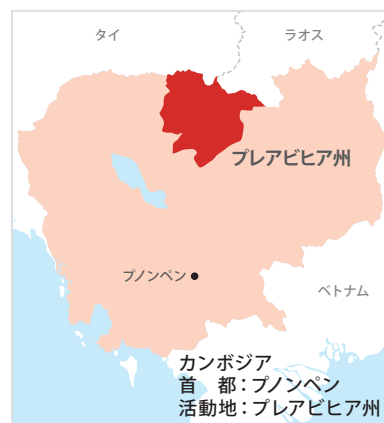 タイ
ラオス
プレアビヒア州
プノンペン
ベトナム
カンボジア
首　都：プノンペン
活動地：プレアビヒア州